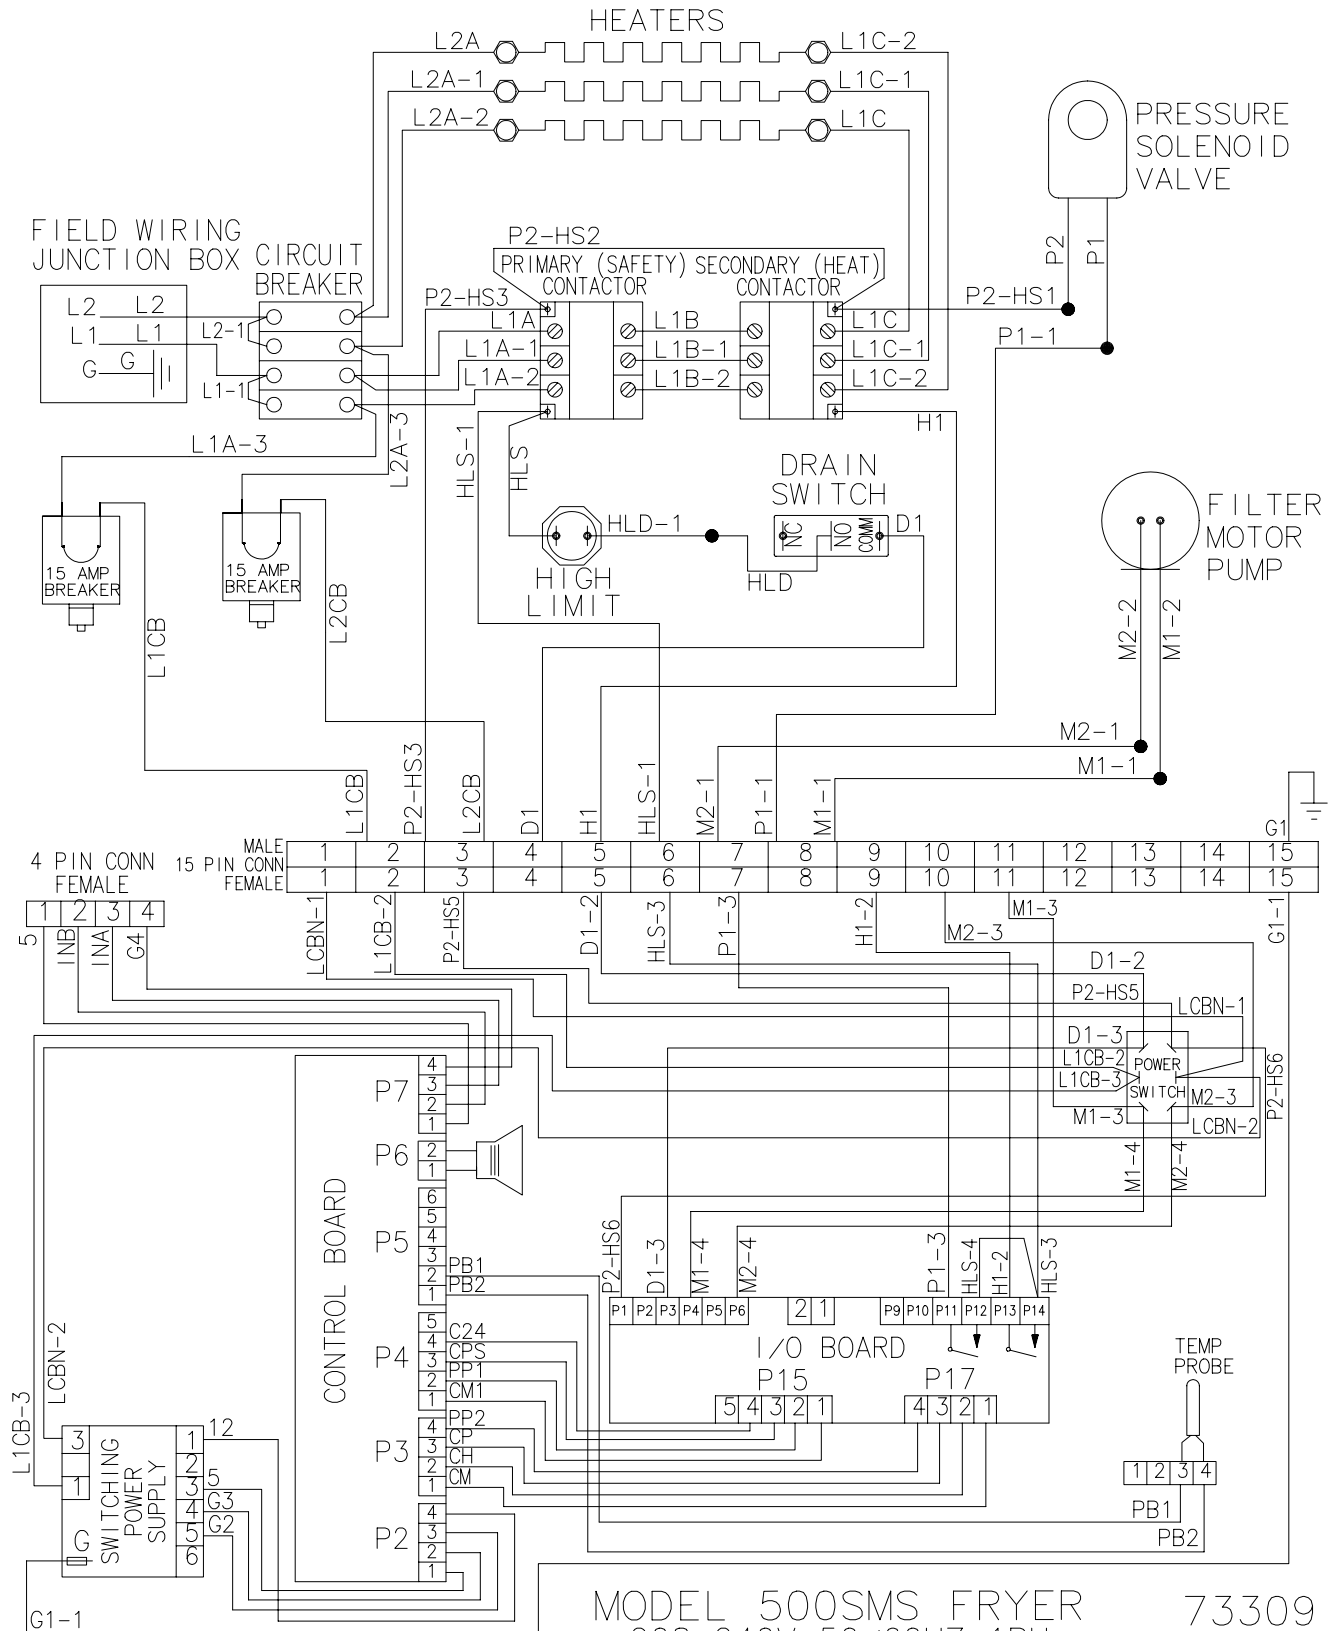 HEATERS
L2A
L1C-2
L2A-1
L1C-1
L2A-2
L1C
PRESSURE
SOLENOID
VALVE
P2
P1
FIELD WIRING
JUNCTION BOX
CIRCUIT
BREAKER
P2-HS2
PRIMARY (SAFETY)
CONTACTOR
SECONDARY (HEAT)
CONTACTOR
P2-HS3
P2-HS1
L2
L2
L2-1
L1
L1
G
G
L1-1
L1A
L1B
L1C
P1-1
L1A-1
L1B-1
L1C-1
L1A-2
L1B-2
L1C-2
H1
L1A-3
L2A-3
HLS-1
HLS
DRAIN
SWITCH
NC
NO
COMM
D1
HLD-1
HLD
HIGH
LIMIT
FILTER
MOTOR
PUMP
15 AMP
BREAKER
15 AMP
BREAKER
L1CB
L2CB
M2-2
M1-2
M2-1
M1-1
L1CB
P2-HS3
L2CB
D1
H1
HLS-1
M2-1
P1-1
M1-1
G1
MALE
15 PIN CONN
FEMALE
1 2 3 4 5 6 7 8 9 10 11 12 13 14 15
1 2 3 4 5 6 7 8 9 10 11 12 13 14 15
4 PIN CONN
FEMALE
1 2 3 4
5
INB
INA
G4
LCBN-1
L1CB-2
P2-HS5
D1-2
HLS-3
P1-3
H1-2
M2-3
M1-3
G1-1
D1-2
P2-HS5
LCBN-1
D1-3
L1CB-2
L1CB-3
POWER
SWITCH
M2-3
M1-3
LCBN-2
P2-HS6
M1-4
M2-4
CONTROL BOARD
P7
4
3
2
1
P6
2
1
P5
6
5
4
3
2
1
PB1
PB2
P4
5
4
3
2
1
C24
CPS
PP1
CM1
P3
4
3
2
1
PP2
CP
CH
CM
P2
4
3
2
1
P2-HS6
D1-3
M1-4
M2-4
P1-3
HLS-4
H1-2
HLS-3
P1 P2 P3 P4 P5 P6
2 1
P9 P10 P11 P12 P13 P14
I/O BOARD
P15
P17
5 4 3 2 1
4 3 2 1
TEMP
PROBE
1 2 3 4
PB1
PB2
L1CB-3
LCBN-2
SWITCHING
POWER
SUPPLY
3
1
G
1
2
3
4
5
6
12
5
G3
G2
G1-1
MODEL 500SMS FRYER
73309